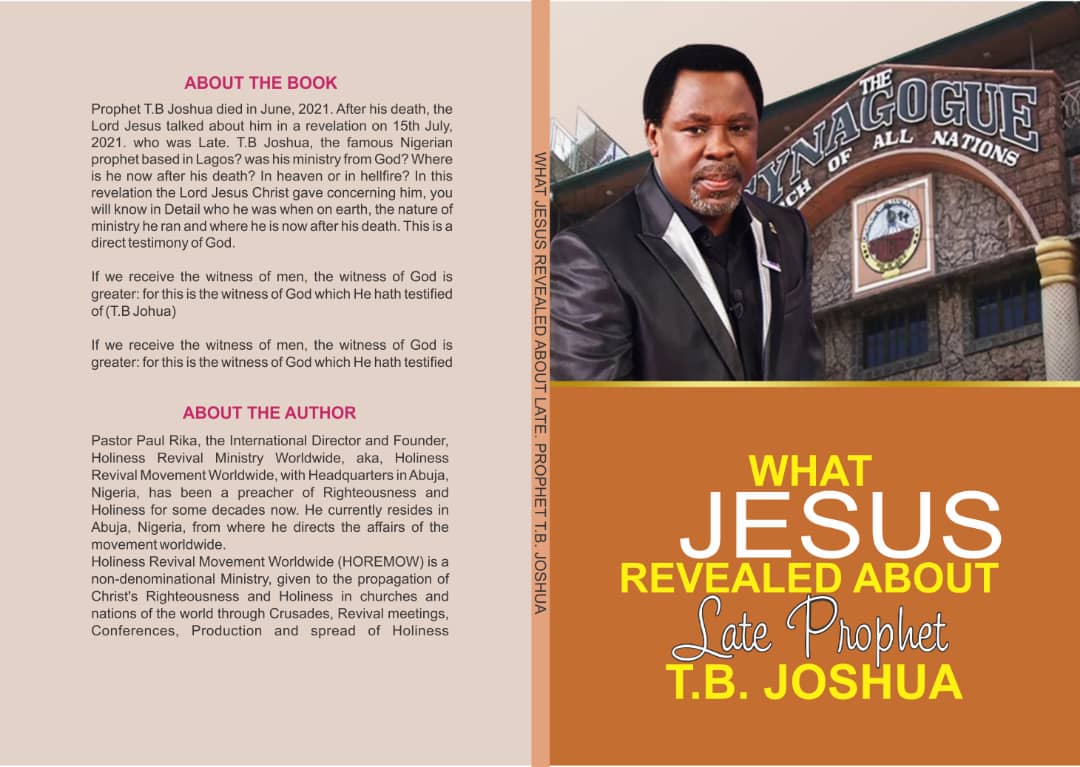 ABOUT THE BOOK
Prophet T.B Joshua died in June, 2021. After his death, the
Lord Jesus talked about him in a revelation on 15th July,
2021. who was Late. T.B Joshua, the famous Nigerian
prophet based in Lagos? was his ministry from God? Where
is he now after his death? In heaven or in hellfire? In this
revelation the Lord Jesus Christ gave concerning him, you
will know in Detail who he was when on earth, the nature of
ministry he ran and where he is now after his death. This is a
direct testimony of God.
If we receive the witness of men, the witness of God is
greater: for this is the witness of God which He hath testified
of (T.B Johua)
If we receive the witness of men, the witness of God is
greater: for this is the witness of God which He hath testified
ABOUT THE AUTHOR
Pastor Paul Rika, the International Director and Founder,
Holiness Revival Ministry Worldwide, aka, Holiness
Revival Movement Worldwide, with Headquarters in Abuja,
Nigeria, has been a preacher of Righteousness and
Holiness for some decades now. He currently resides in
Abuja, Nigeria, from where he directs the affairs of the
movement worldwide.
Holiness Revival Movement Worldwide (HOREMOW) is a
non-denominational Ministry, given to the propagation of
Christ's Righteousness and Holiness in churches and
nations of the world through Crusades, Revival meetings,
Conferences, Production and spread of Holiness
WHAT JESUS REVEALED ABOUT LATE. PROPHET T.B. JOSHUA
THE
YNAGOGUE
CH OF ALL NATIONS
WHAT
JESUS
REVEALED ABOUT
Late Prophet
T.B. JOSHUA